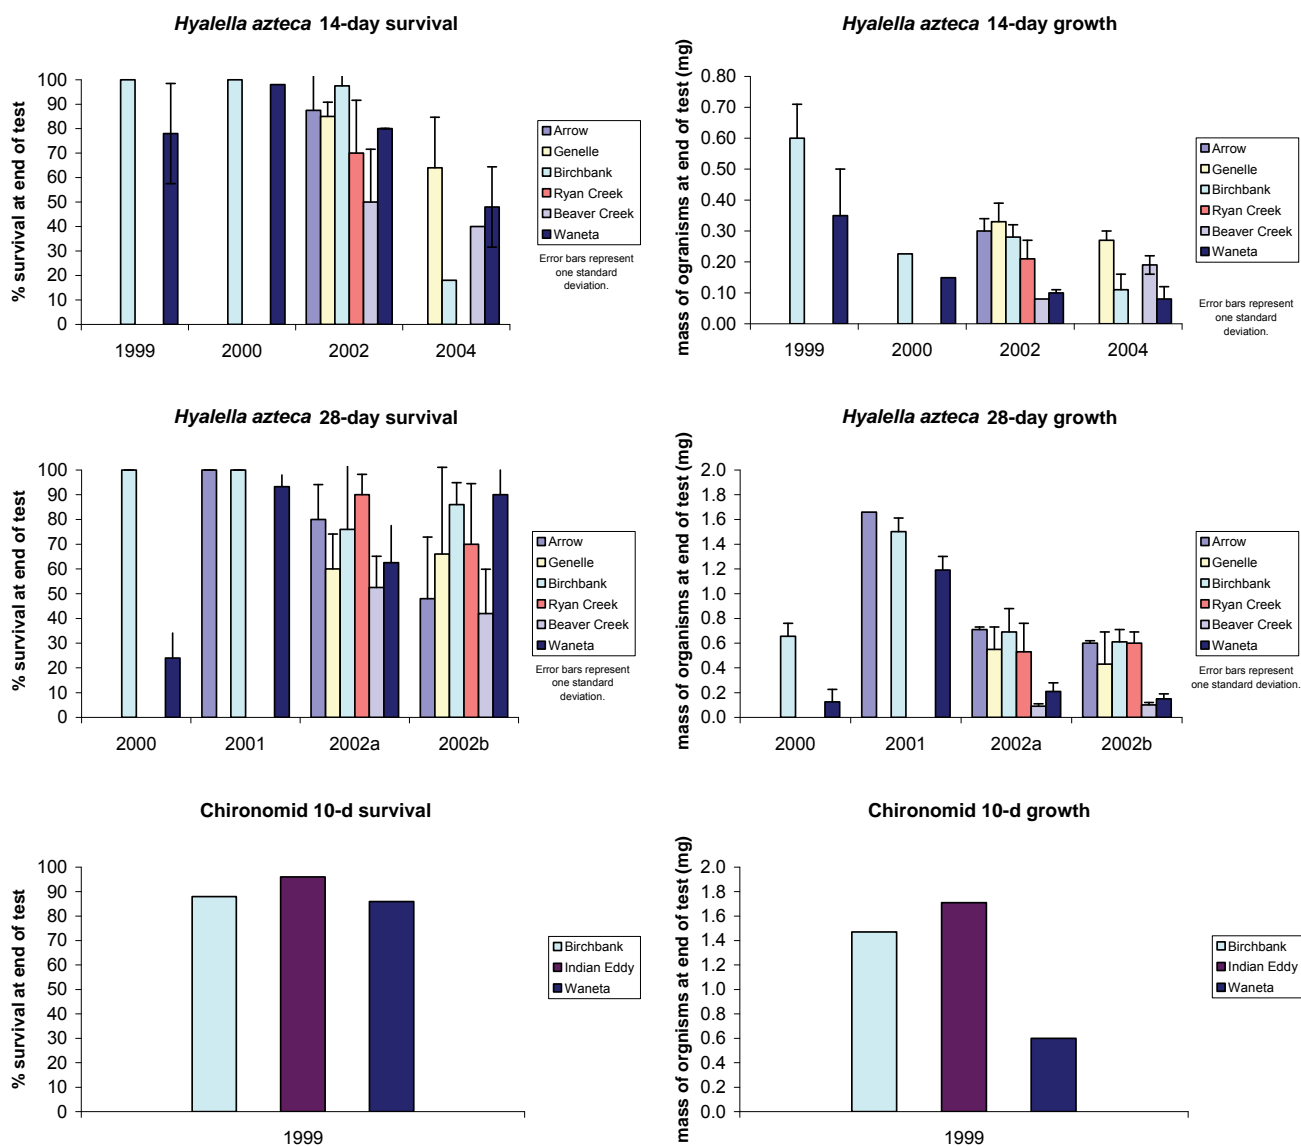 Hyalella azteca 14-day survival
% survival at end of test
100
90
80
70
60
50
40
30
20
10
0
1999
2000
2002
2004
Arrow
Genelle
Birchbank
Ryan Creek
Beaver Creek
Waneta
Error bars represent
one standard
deviation.
Hyalella azteca 14-day growth
mass of ogranisms at end of test (mg)
0.80
0.70
0.60
0.50
0.40
0.30
0.20
0.10
0.00
1999
2000
2002
2004
Arrow
Genelle
Birchbank
Ryan Creek
Beaver Creek
Waneta
Error bars represent
one standard
deviation.
Hyalella azteca 28-day survival
% survival at end of test
100
90
80
70
60
50
40
30
20
10
0
2000
2001
2002a
2002b
Arrow
Genelle
Birchbank
Ryan Creek
Beaver Creek
Waneta
Error bars represent
one standard
deviation.
Hyalella azteca 28-day growth
mass of organisms at end of test (mg)
2.0
1.8
1.6
1.4
1.2
1.0
0.8
0.6
0.4
0.2
0.0
2000
2001
2002a
2002b
Arrow
Genelle
Birchbank
Ryan Creek
Beaver Creek
Waneta
Error bars represent
one standard deviation.
Chironomid 10-d survival
% survival at end of test
100
90
80
70
60
50
40
30
20
10
0
1999
Birchbank
Indian Eddy
Waneta
Chironomid 10-d growth
mass of orgnisms at end of test (mg)
2.0
1.8
1.6
1.4
1.2
1.0
0.8
0.6
0.4
0.2
0.0
1999
Birchbank
Indian Eddy
Waneta